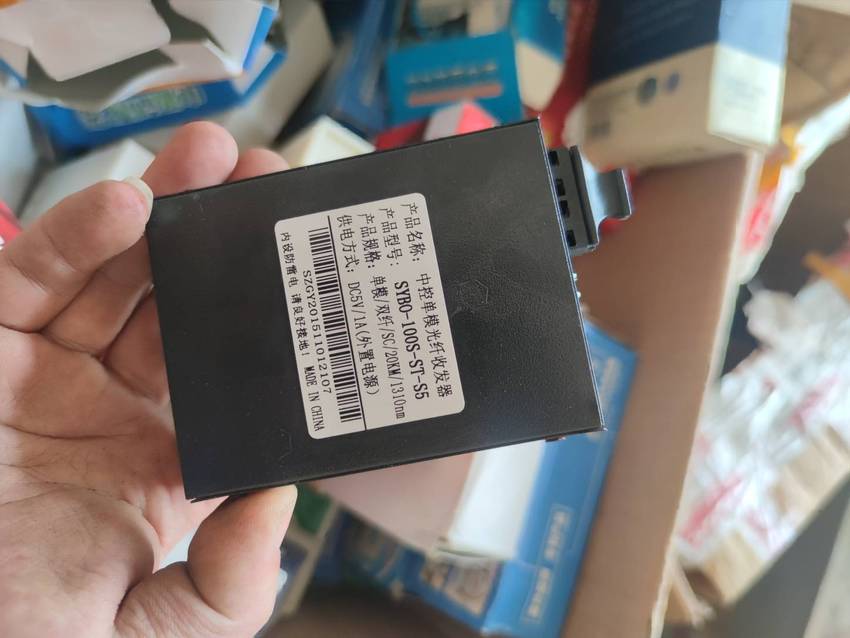 产品名称: 中控单模光纤收发器
产品型号: SYBO-100S-ST-S5
产品规格: 单模/双纤/SC/20KM/1310nm
供电方式: DC5V/1A(外置电源)
SZGY201511012107
内设防雷电 请良好接地! MADE IN CHINA